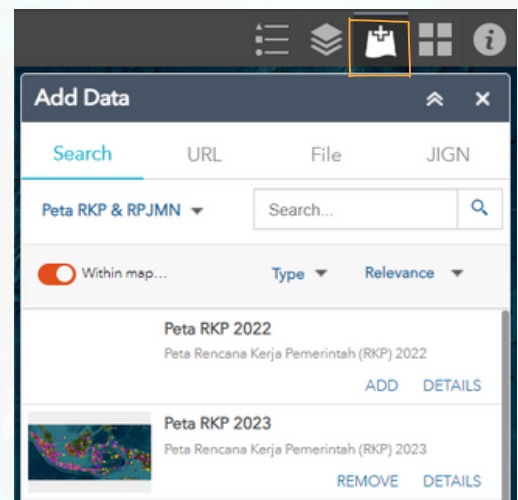 Add Data
Search URL File JIGN
Peta RKP & RPJMN Search...
Within map... Type Relevance
Peta RKP 2022
Peta Rencana Kerja Pemerintah (RKP) 2022
ADD DETAILS
Peta RKP 2023
Peta Rencana Kerja Pemerintah (RKP) 2023
REMOVE DETAILS